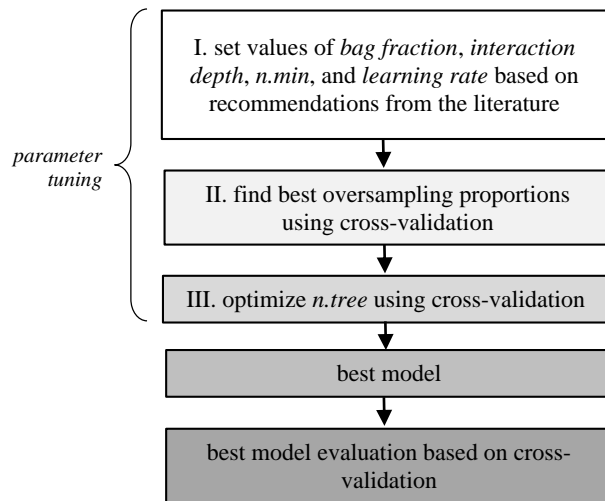 I. set values of bag fraction, interaction
depth, n.min, and learning rate based on
recommendations from the literature
parameter
tuning
II. find best oversampling proportions
using cross-validation
III. optimize n.tree using cross-validation
best model
best model evaluation based on cross-
validation